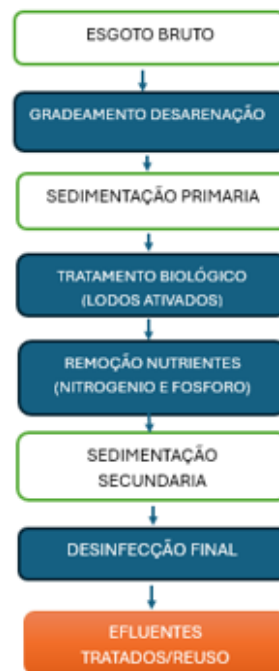 ESGOTO BRUTO
GRADEAMENTO DESARENAÇÃO
SEDIMENTAÇÃO PRIMARIA
TRATAMENTO BIOLÓGICO
(LODOS ATIVADOS)
REMOÇÃO NUTRIENTES
(NITROGENIO E FOSFORO)
SEDIMENTAÇÃO
SECUNDARIA
DESINFECÇÃO FINAL
EFLUENTES
TRATADOS/REUSO